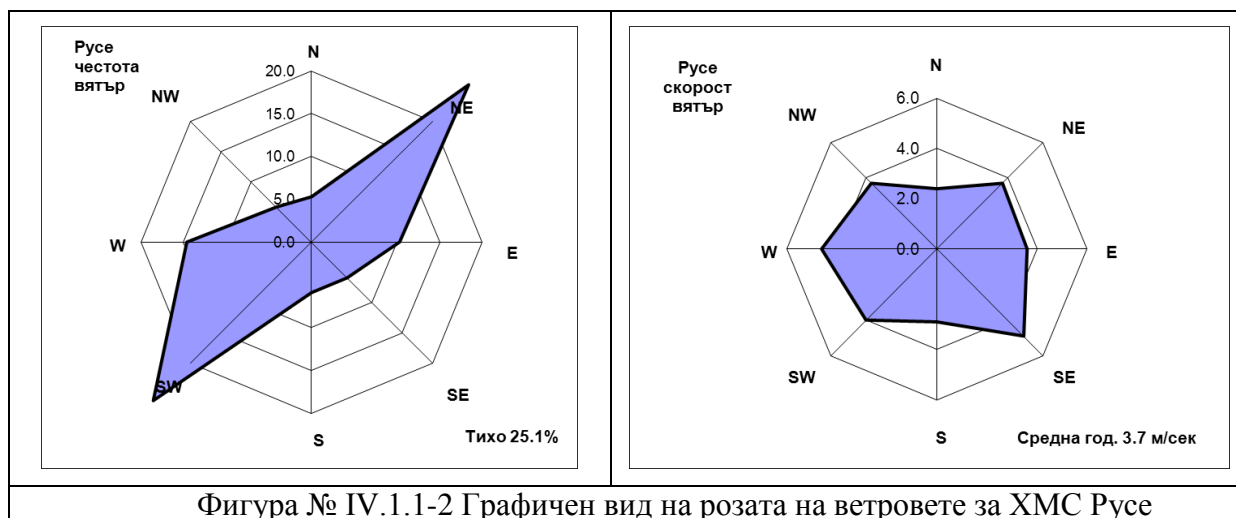 Русе
честота
вятър
N
NE
E
SE
S
SW
W
NW
20.0
15.0
10.0
5.0
0.0
Тихо 25.1%
Русе
скорост
вятър
N
NE
E
SE
S
SW
W
NW
6.0
4.0
2.0
0.0
Средна год. 3.7 м/сек
Фигура № IV.1.1-2 Графичен вид на розата на ветровете за ХМС Русе